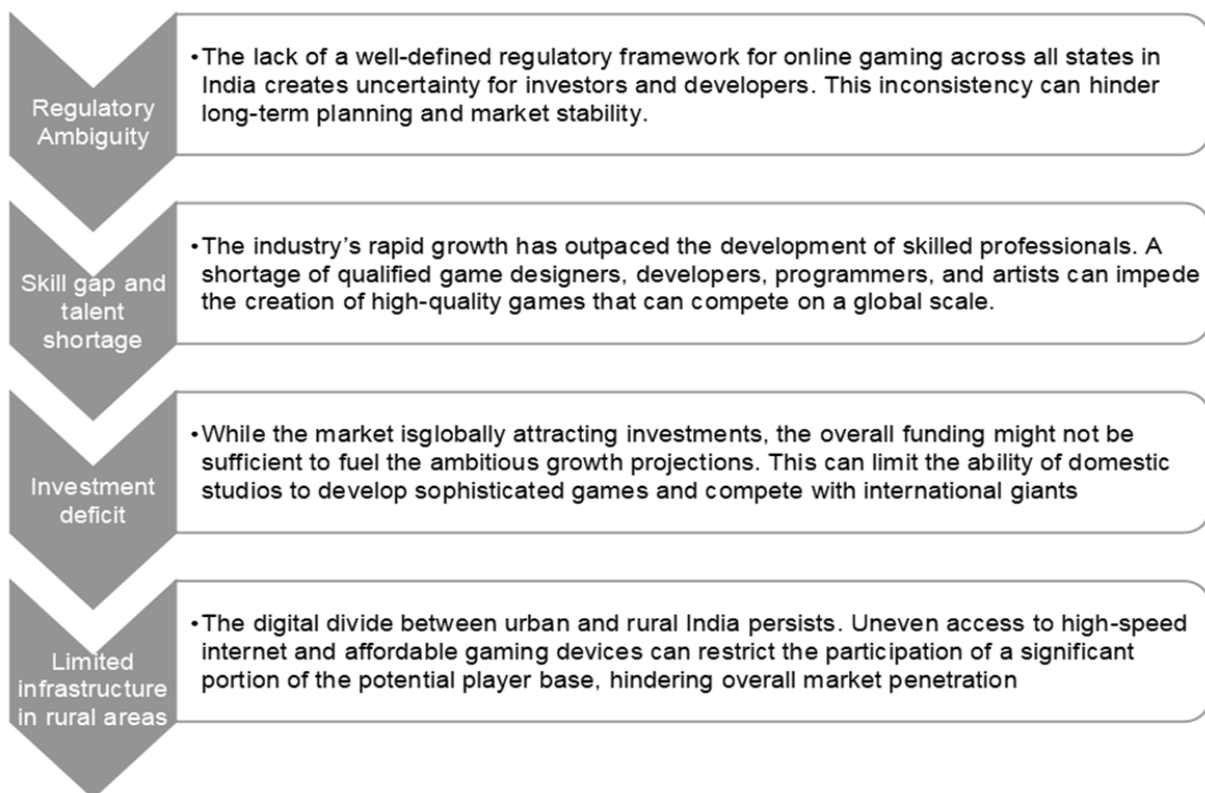 Regulatory
Ambiguity
•The lack of a well-defined regulatory framework for online gaming across all states in
India creates uncertainty for investors and developers. This inconsistency can hinder
long-term planning and market stability.
Skill gap and
talent
shortage
•The industry’s rapid growth has outpaced the development of skilled professionals. A
shortage of qualified game designers, developers, programmers, and artists can impede
the creation of high-quality games that can compete on a global scale.
Investment
deficit
•While the market isglobally attracting investments, the overall funding might not be
sufficient to fuel the ambitious growth projections. This can limit the ability of domestic
studios to develop sophisticated games and compete with international giants
Limited
infrastructure
in rural areas
•The digital divide between urban and rural India persists. Uneven access to high-speed
internet and affordable gaming devices can restrict the participation of a significant
portion of the potential player base, hindering overall market penetration